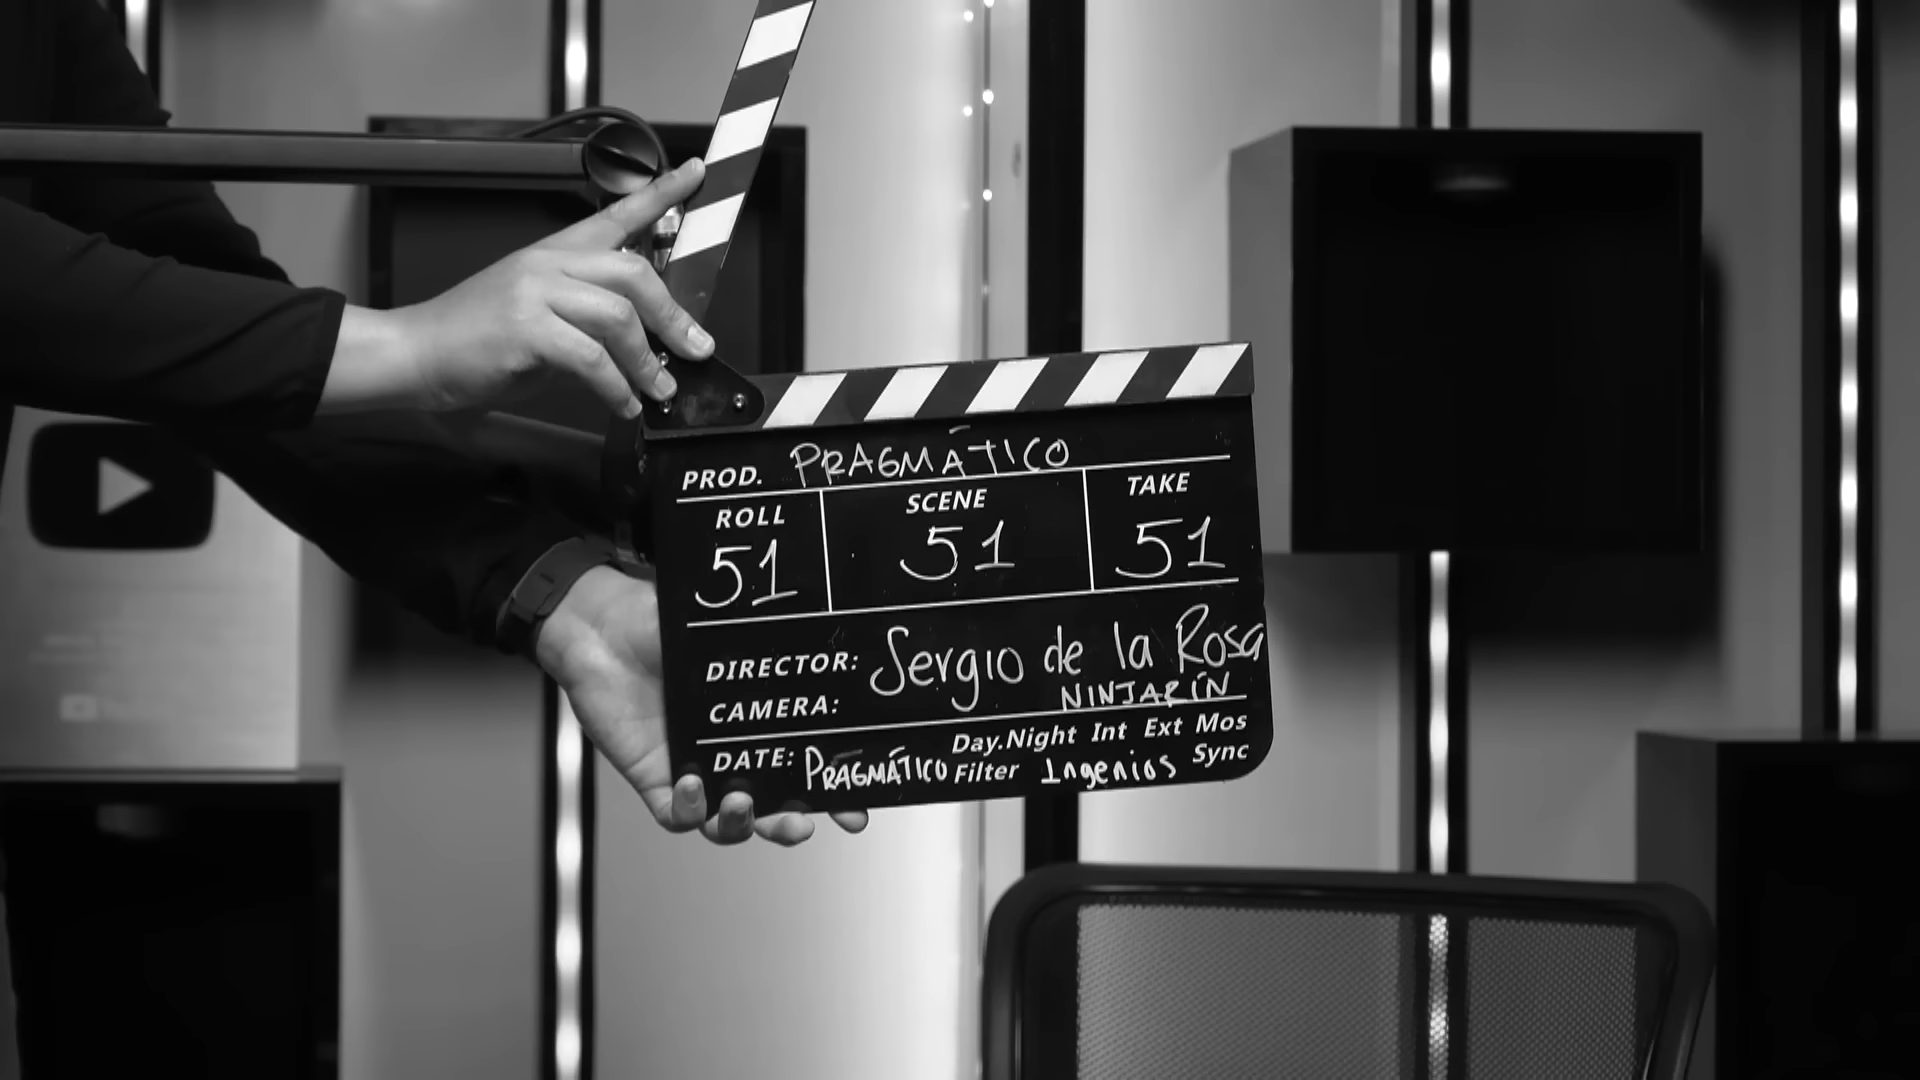 PROD. PRAGMÁTICO
ROLL SCENE TAKE
51 51 51
DIRECTOR: Sergio de la Rosa
CAMERA: NINJARÍN
Day.Night Int Ext Mos
DATE: PRAGMÁTICO Filter Ingenios Sync